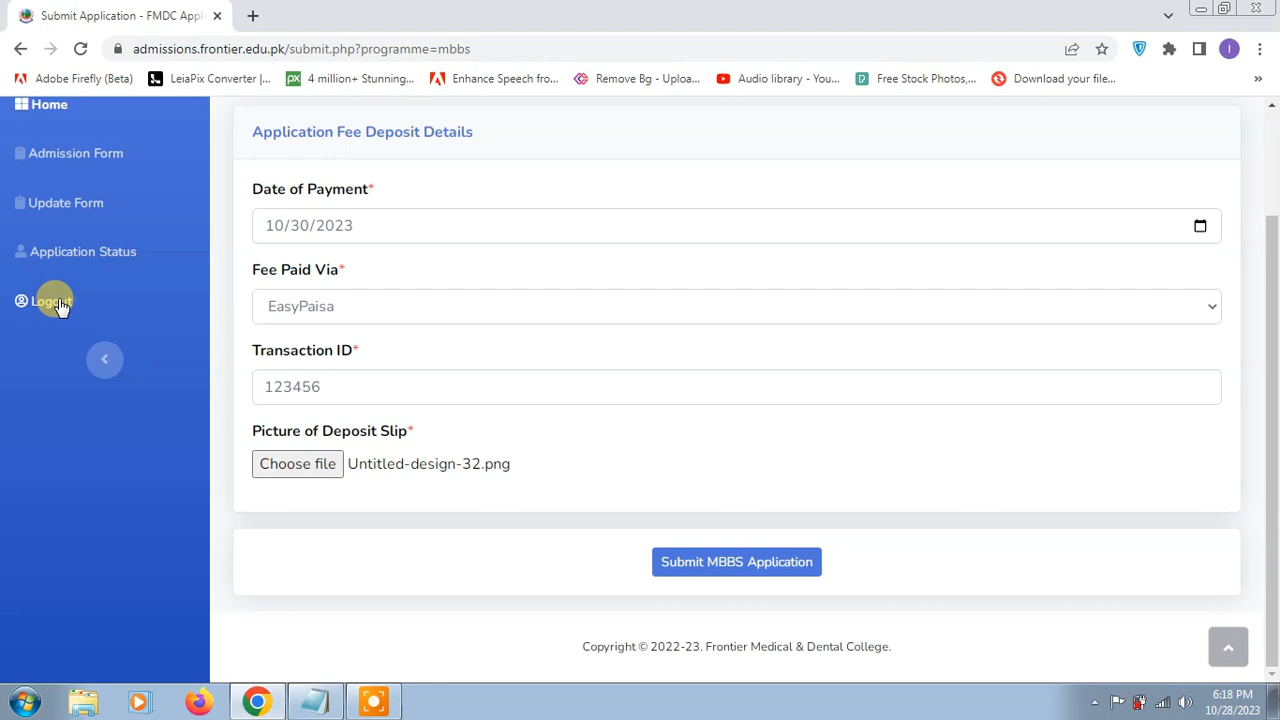 Submit Application - FMDC Appl
admissions.frontier.edu.pk/submit.php?programme=mbbs
Adobe Firefly (Beta)
LeiaPix Converter |...
4 million+ Stunning...
Enhance Speech fro...
Remove Bg - Uploa...
Audio library - You...
Free Stock Photos,...
Download your file...
Home
Admission Form
Update Form
Application Status
Logout
Application Fee Deposit Details
Date of Payment*
10/30/2023
Fee Paid Via*
EasyPaisa
Transaction ID*
123456
Picture of Deposit Slip*
Choose file Untitled-design-32.png
Submit MBBS Application
Copyright © 2022-23. Frontier Medical & Dental College.
6:18 PM
10/28/2023